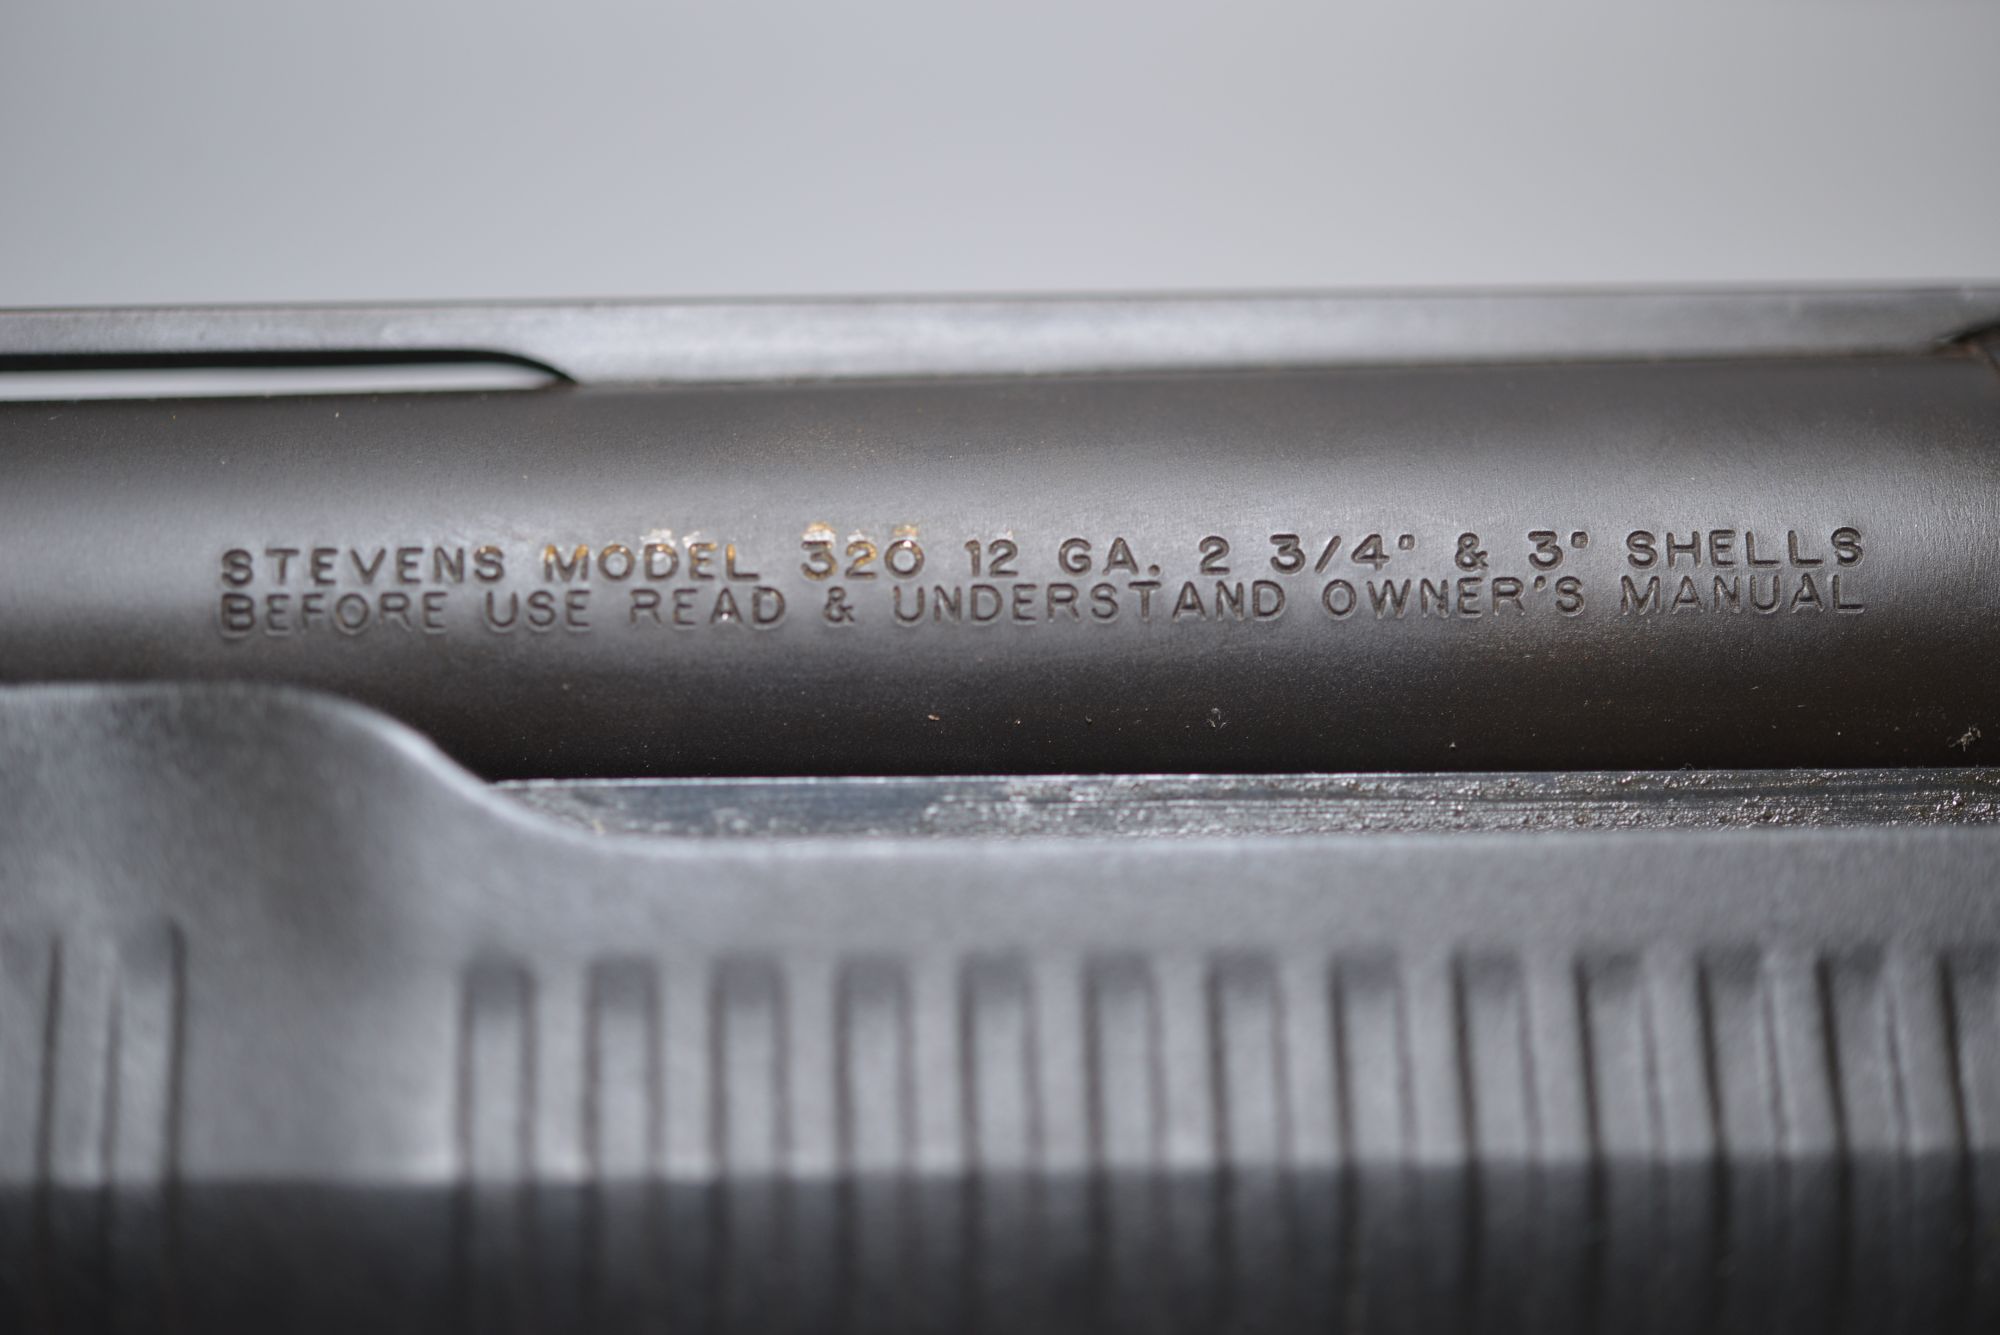 STEVENS MODEL 320 12 GA. 2 3/4" & 3" SHELLS
BEFORE USE READ & UNDERSTAND OWNER'S MANUAL